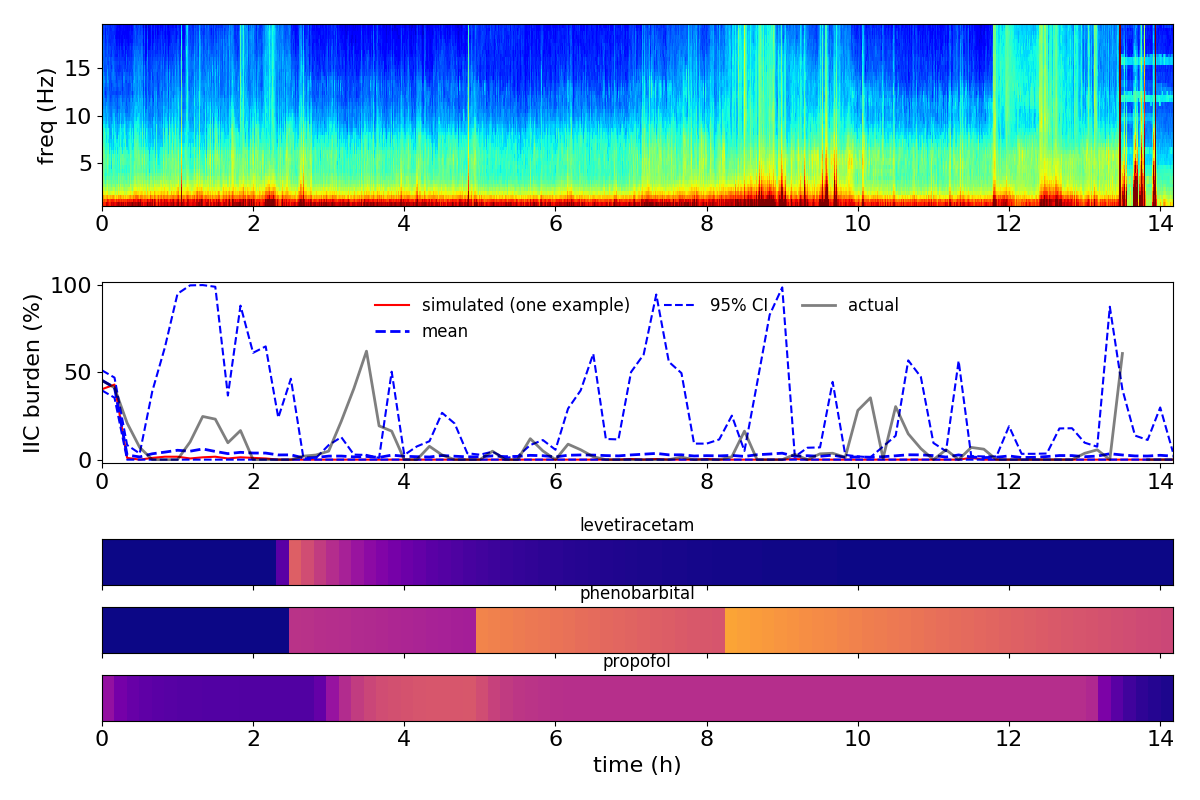 freq (Hz)
15
10
5
0 2 4 6 8 10 12 14
IIC burden (%)
100
50
0
simulated (one example) 95% CI actual
mean
0 2 4 6 8 10 12 14
levetiracetam
phenobarbital
propofol
0 2 4 6 8 10 12 14
time (h)